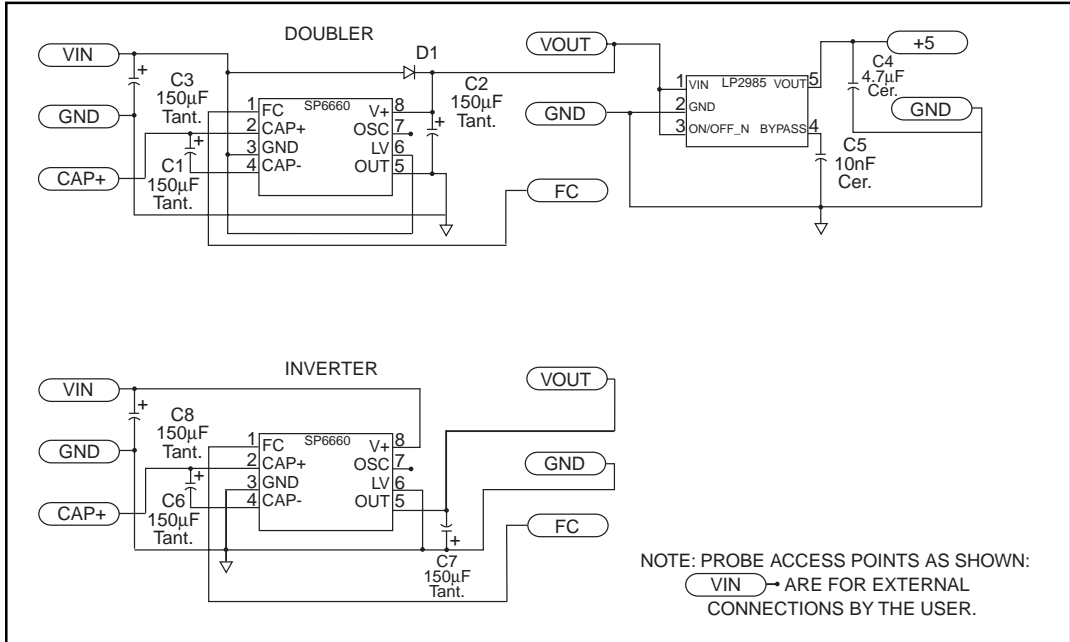 DOUBLER
VIN
GND
CAP+
+
C3
150μF
Tant.
+
C1
150μF
Tant.
D1
SP6660
1 FC
2 CAP+
3 GND
4 CAP-
V+ 8
OSC 7
LV 6
OUT 5
C2
150μF
Tant.
+
VOUT
GND
FC
LP2985
1 VIN
2 GND
3 ON/OFF_N
VOUT 5
BYPASS 4
+5
C4
4.7μF
Cer.
GND
C5
10nF
Cer.
INVERTER
VIN
GND
CAP+
+
C8
150μF
Tant.
+
C6
150μF
Tant.
SP6660
1 FC
2 CAP+
3 GND
4 CAP-
V+ 8
OSC 7
LV 6
OUT 5
+
C7
150μF
Tant.
VOUT
GND
FC
NOTE: PROBE ACCESS POINTS AS SHOWN:
VIN ARE FOR EXTERNAL
CONNECTIONS BY THE USER.